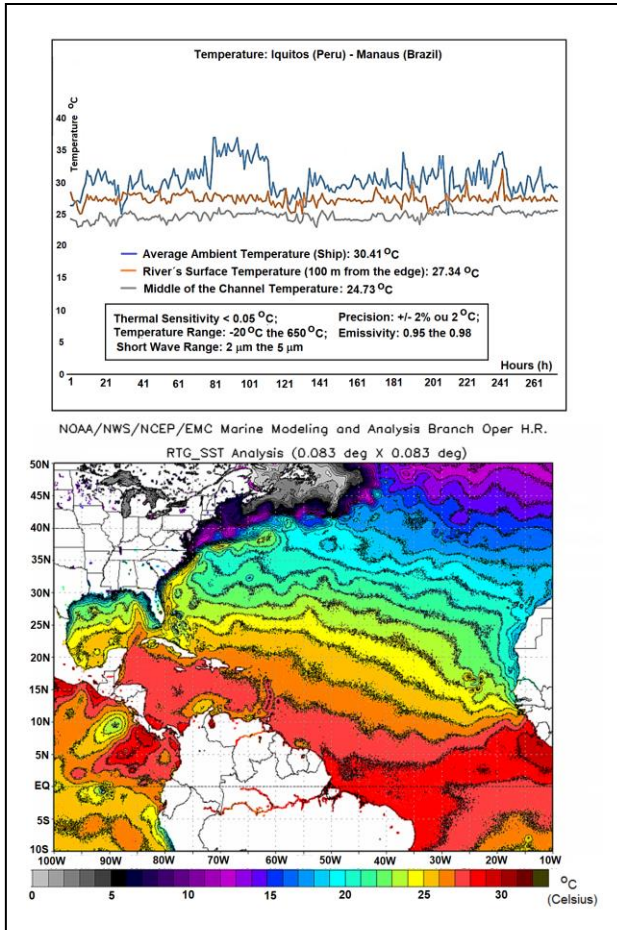 Temperature: Iquitos (Peru) - Manaus (Brazil)
Temperature °C
40
35
30
25
20
15
10
5
0
Average Ambient Temperature (Ship): 30.41 °C
River´s Surface Temperature (100 m from the edge): 27.34 °C
Middle of the Channel Temperature: 24.73 °C
Thermal Sensitivity < 0.05 °C; Precision: +/- 2% ou 2 °C;
Temperature Range: -20°C the 650°C; Emissivity: 0.95 the 0.98
Short Wave Range: 2 µm the 5 µm
Hours (h)
1 21 41 61 81 101 121 141 161 181 201 221 241 261
NOAA/NWS/NCEP/EMC Marine Modeling and Analysis Branch Oper H.R.
RTG_SST Analysis (0.083 deg X 0.083 deg)
50N
45N
40N
35N
30N
25N
20N
15N
10N
5N
EQ
5S
10S
100W 90W 80W 70W 60W 50W 40W 30W 20W 10W
0 5 10 15 20 25 30
°C
(Celsius)